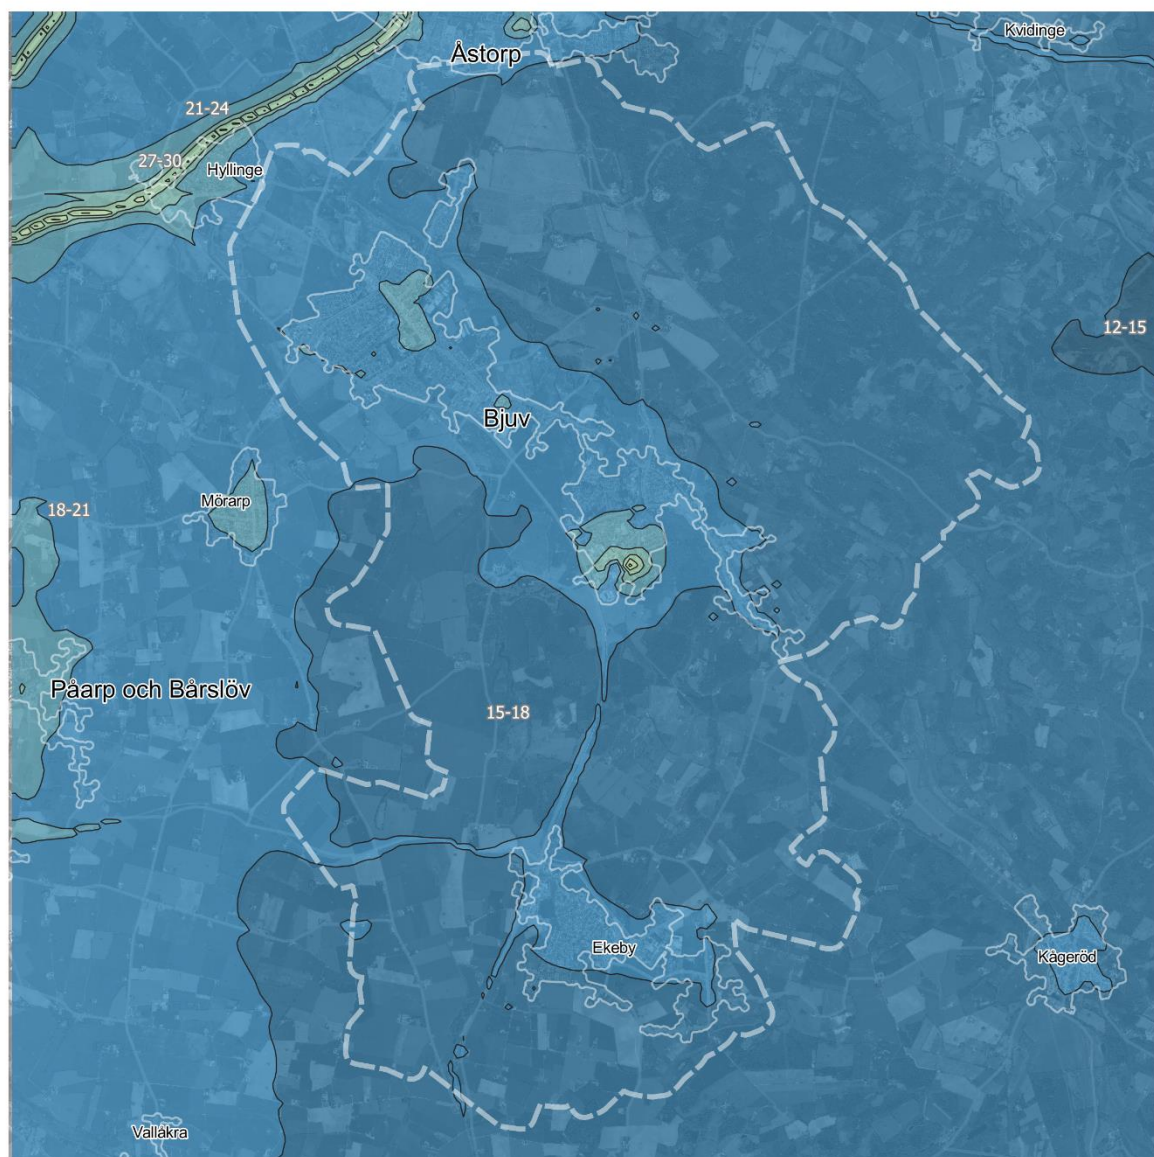 Kvidinge
Åstorp
21-24
27-30
Hyllinge
12-15
Bjuv
Mörarp
18-21
Påarp och Bårslöv
15-18
Ekeby
Kågeröd
Vallåkra